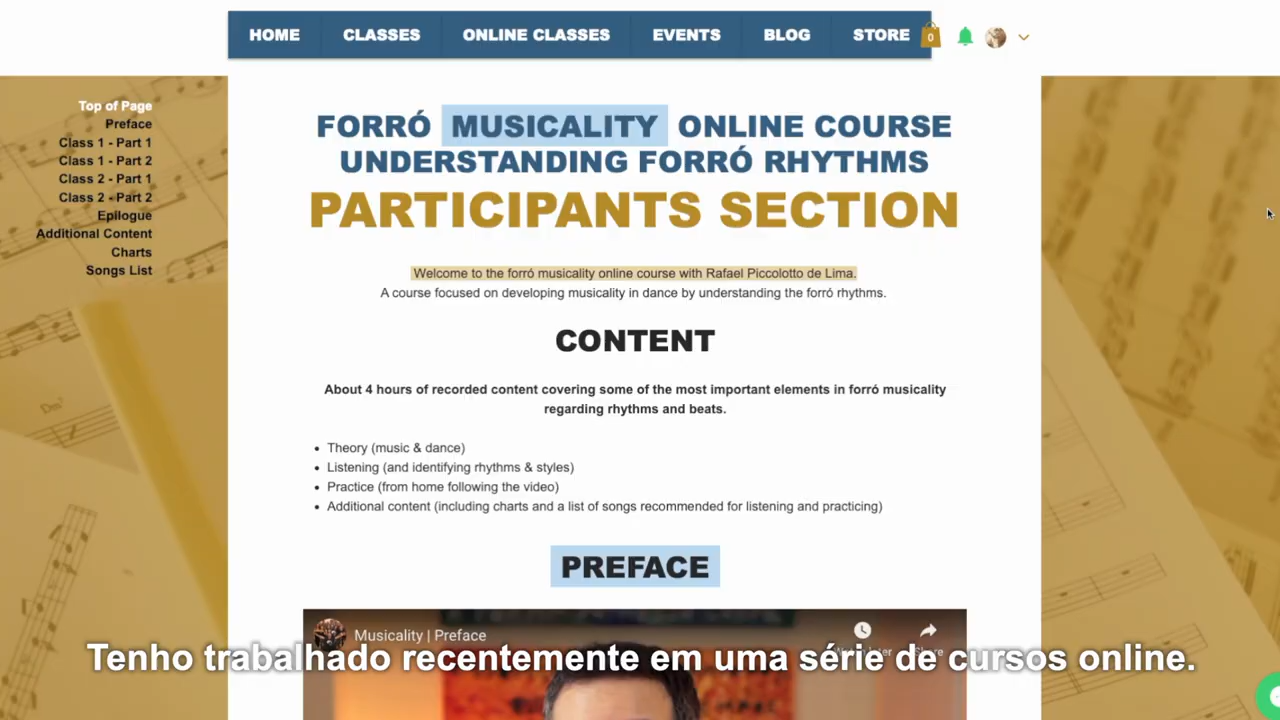 HOME CLASSES ONLINE CLASSES EVENTS BLOG STORE 0
Top of Page
Preface
Class 1 - Part 1
Class 1 - Part 2
Class 2 - Part 1
Class 2 - Part 2
Epilogue
Additional Content
Charts
Songs List
FORRÓ MUSICALITY ONLINE COURSE
UNDERSTANDING FORRÓ RHYTHMS
PARTICIPANTS SECTION
Welcome to the forró musicality online course with Rafael Piccolotto de Lima.
A course focused on developing musicality in dance by understanding the forró rhythms.
CONTENT
About 4 hours of recorded content covering some of the most important elements in forró musicality
regarding rhythms and beats.
• Theory (music & dance)
• Listening (and identifying rhythms & styles)
• Practice (from home following the video)
• Additional content (including charts and a list of songs recommended for listening and practicing)
PREFACE
Musicality | Preface
Tenho trabalhado recentemente em uma série de cursos online.